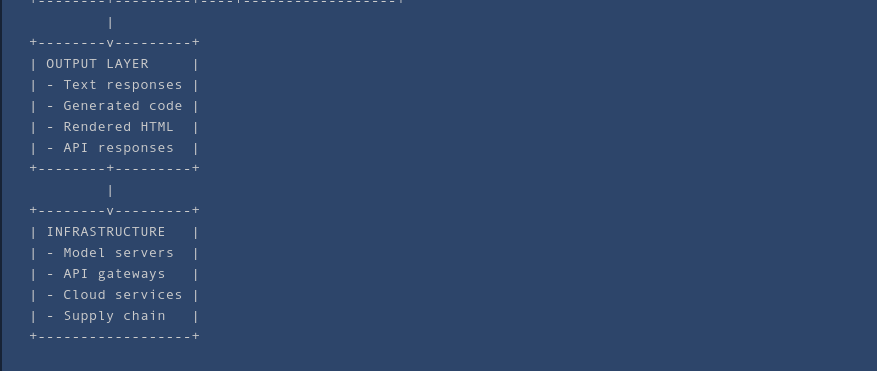 +--------+---------+----+------------------+
         |
+--------v---------+
| OUTPUT LAYER     |
| - Text responses |
| - Generated code |
| - Rendered HTML  |
| - API responses  |
+--------+---------+
         |
+--------v---------+
| INFRASTRUCTURE   |
| - Model servers  |
| - API gateways   |
| - Cloud services |
| - Supply chain   |
+------------------+